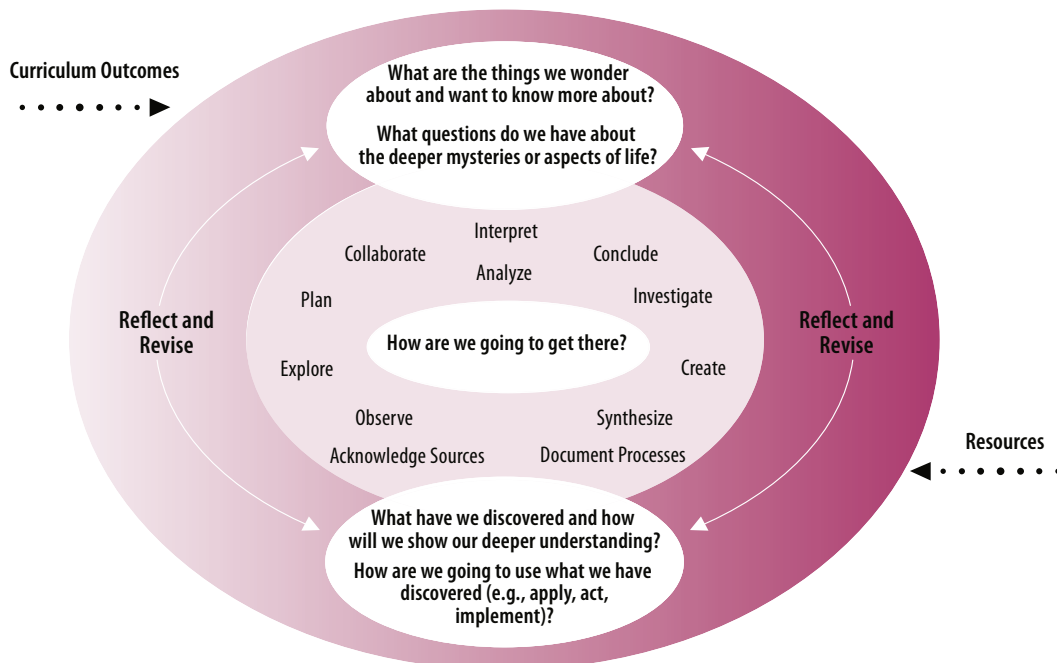 Curriculum Outcomes
What are the things we wonder
about and want to know more about?
What questions do we have about
the deeper mysteries or aspects of life?
Interpret
Collaborate
Conclude
Analyze
Plan
Investigate
Reflect and
Revise
How are we going to get there?
Reflect and
Revise
Explore
Create
Observe
Synthesize
Acknowledge Sources
Document Processes
Resources
What have we discovered and how
will we show our deeper understanding?
How are we going to use what we have
discovered (e.g., apply, act,
implement)?